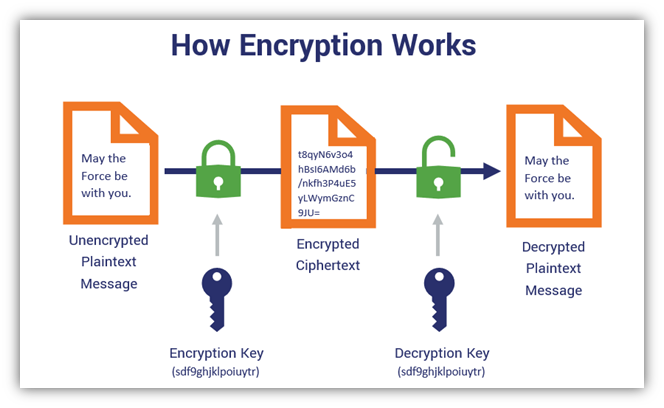 How Encryption Works
May the
Force be
with you.
t8qyN6v3o4
hBsI6AMd6b
/nkfh3P4uE5
yLWymGznC
9JU=
May the
Force be
with you.
Unencrypted
Plaintext
Message
Encrypted
Ciphertext
Decrypted
Plaintext
Message
Encryption Key
(sdf9ghjklpoiuytr)
Decryption Key
(sdf9ghjklpoiuytr)